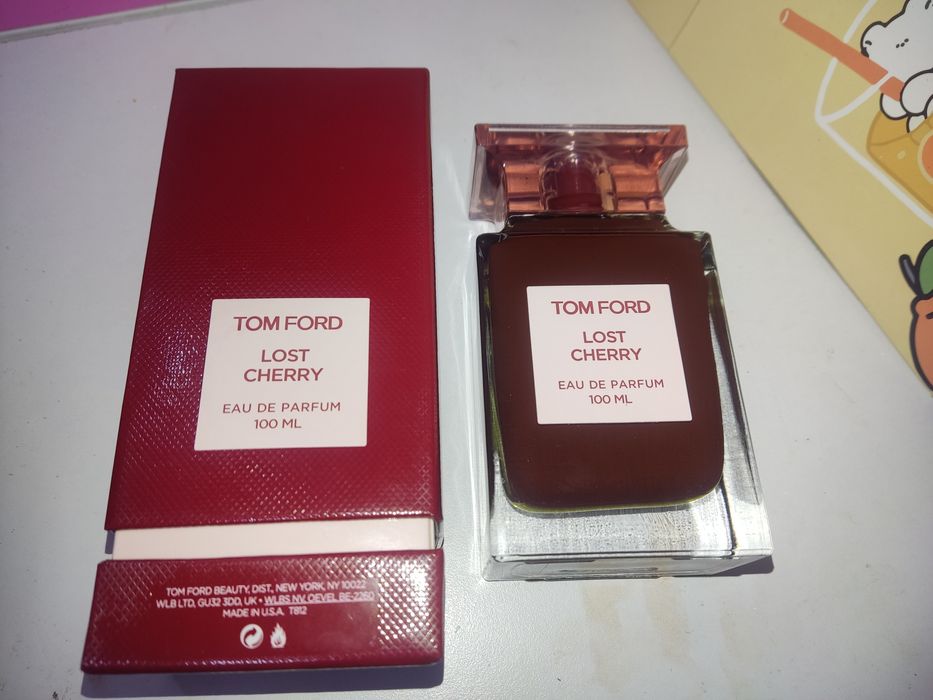 TOM FORD
LOST
CHERRY
EAU DE PARFUM
100 ML
TOM FORD BEAUTY, DIST, NEW YORK, NY 10022
WLB LTD, GU32 3DD, UK • WLBS NV. OEVEL BE-2260
MADE IN U.S.A. T812
TOM FORD
LOST
CHERRY
EAU DE PARFUM
100 ML